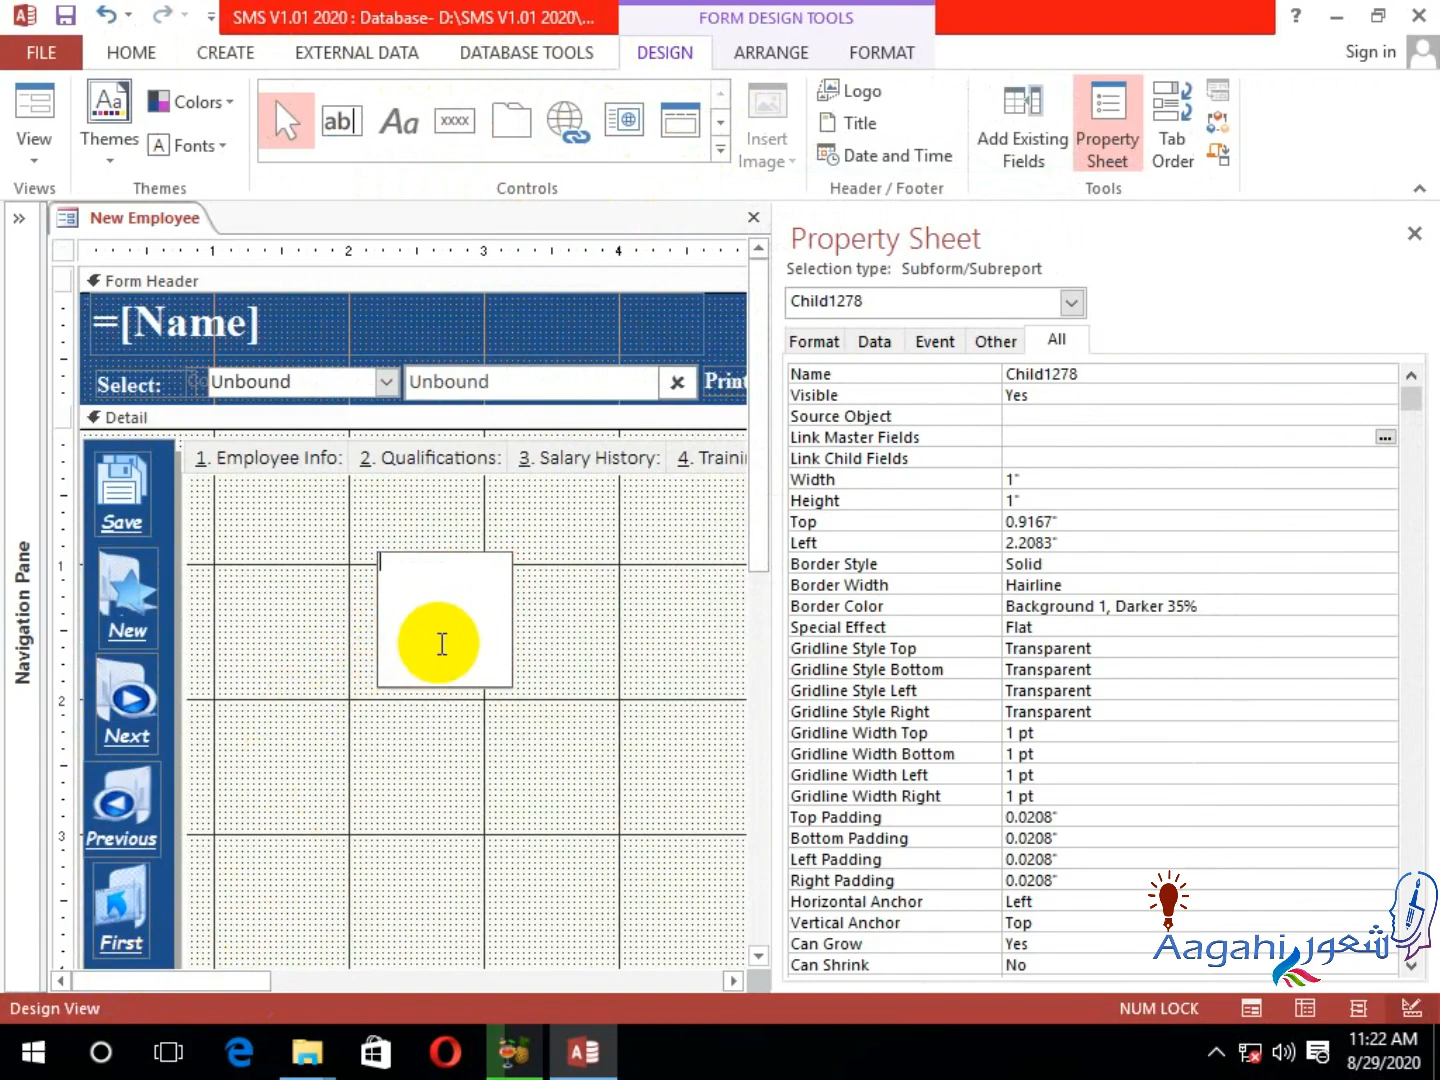 SMS V1.01 2020 : Database- D:\SMS V1.01 2020\...
FORM DESIGN TOOLS
?
FILE
HOME
CREATE
EXTERNAL DATA
DATABASE TOOLS
DESIGN
ARRANGE
FORMAT
Sign in
View
Themes
Aa
Colors
A Fonts
ab
Aa
xxxx
Insert
Image
Logo
Title
Date and Time
Add Existing
Fields
Property
Sheet
Tab
Order
Views
Themes
Controls
Header / Footer
Tools
New Employee
1 2 3 4
Form Header
=[Name]
Select:
Unbound
Unbound
Print
Detail
1. Employee Info:
2. Qualifications:
3. Salary History:
4. Traini
Save
New
Next
Previous
First
1
2
3
Navigation Pane
Property Sheet
Selection type: Subform/Subreport
Child1278
Format
Data
Event
Other
All
Name Child1278
Visible Yes
Source Object
Link Master Fields ...
Link Child Fields
Width 1"
Height 1"
Top 0.9167"
Left 2.2083"
Border Style Solid
Border Width Hairline
Border Color Background 1, Darker 35%
Special Effect Flat
Gridline Style Top Transparent
Gridline Style Bottom Transparent
Gridline Style Left Transparent
Gridline Style Right Transparent
Gridline Width Top 1 pt
Gridline Width Bottom 1 pt
Gridline Width Left 1 pt
Gridline Width Right 1 pt
Top Padding 0.0208"
Bottom Padding 0.0208"
Left Padding 0.0208"
Right Padding 0.0208"
Horizontal Anchor Left
Vertical Anchor Top
Can Grow Yes
Can Shrink No
Aagahi شعور
Design View
NUM LOCK
11:22 AM
8/29/2020